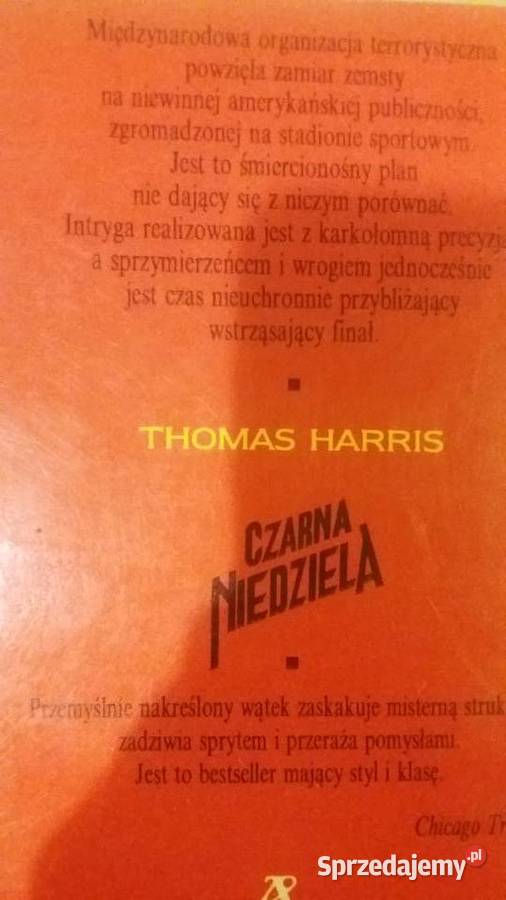 Międzynarodowa organizacja terrorystyczna
powzięła zamiar zemsty
na niewinnej amerykańskiej publiczności,
zgromadzonej na stadionie sportowym.
Jest to śmiercionośny plan
nie dający się z niczym porównać.
Intryga realizowana jest z karkołomną precyzją
a sprzymierzeńcem i wrogiem jednocześnie
jest czas nieuchronnie przybliżający
wstrząsający finał.
THOMAS HARRIS
CZARNA
NIEDZIELA
Przemyślnie nakreślony wątek zaskakuje misterną struk
zadziwia sprytem i przeraża pomysłami.
Jest to bestseller mający styl i klasę.
Chicago Tr
Sprzedajemy.pl